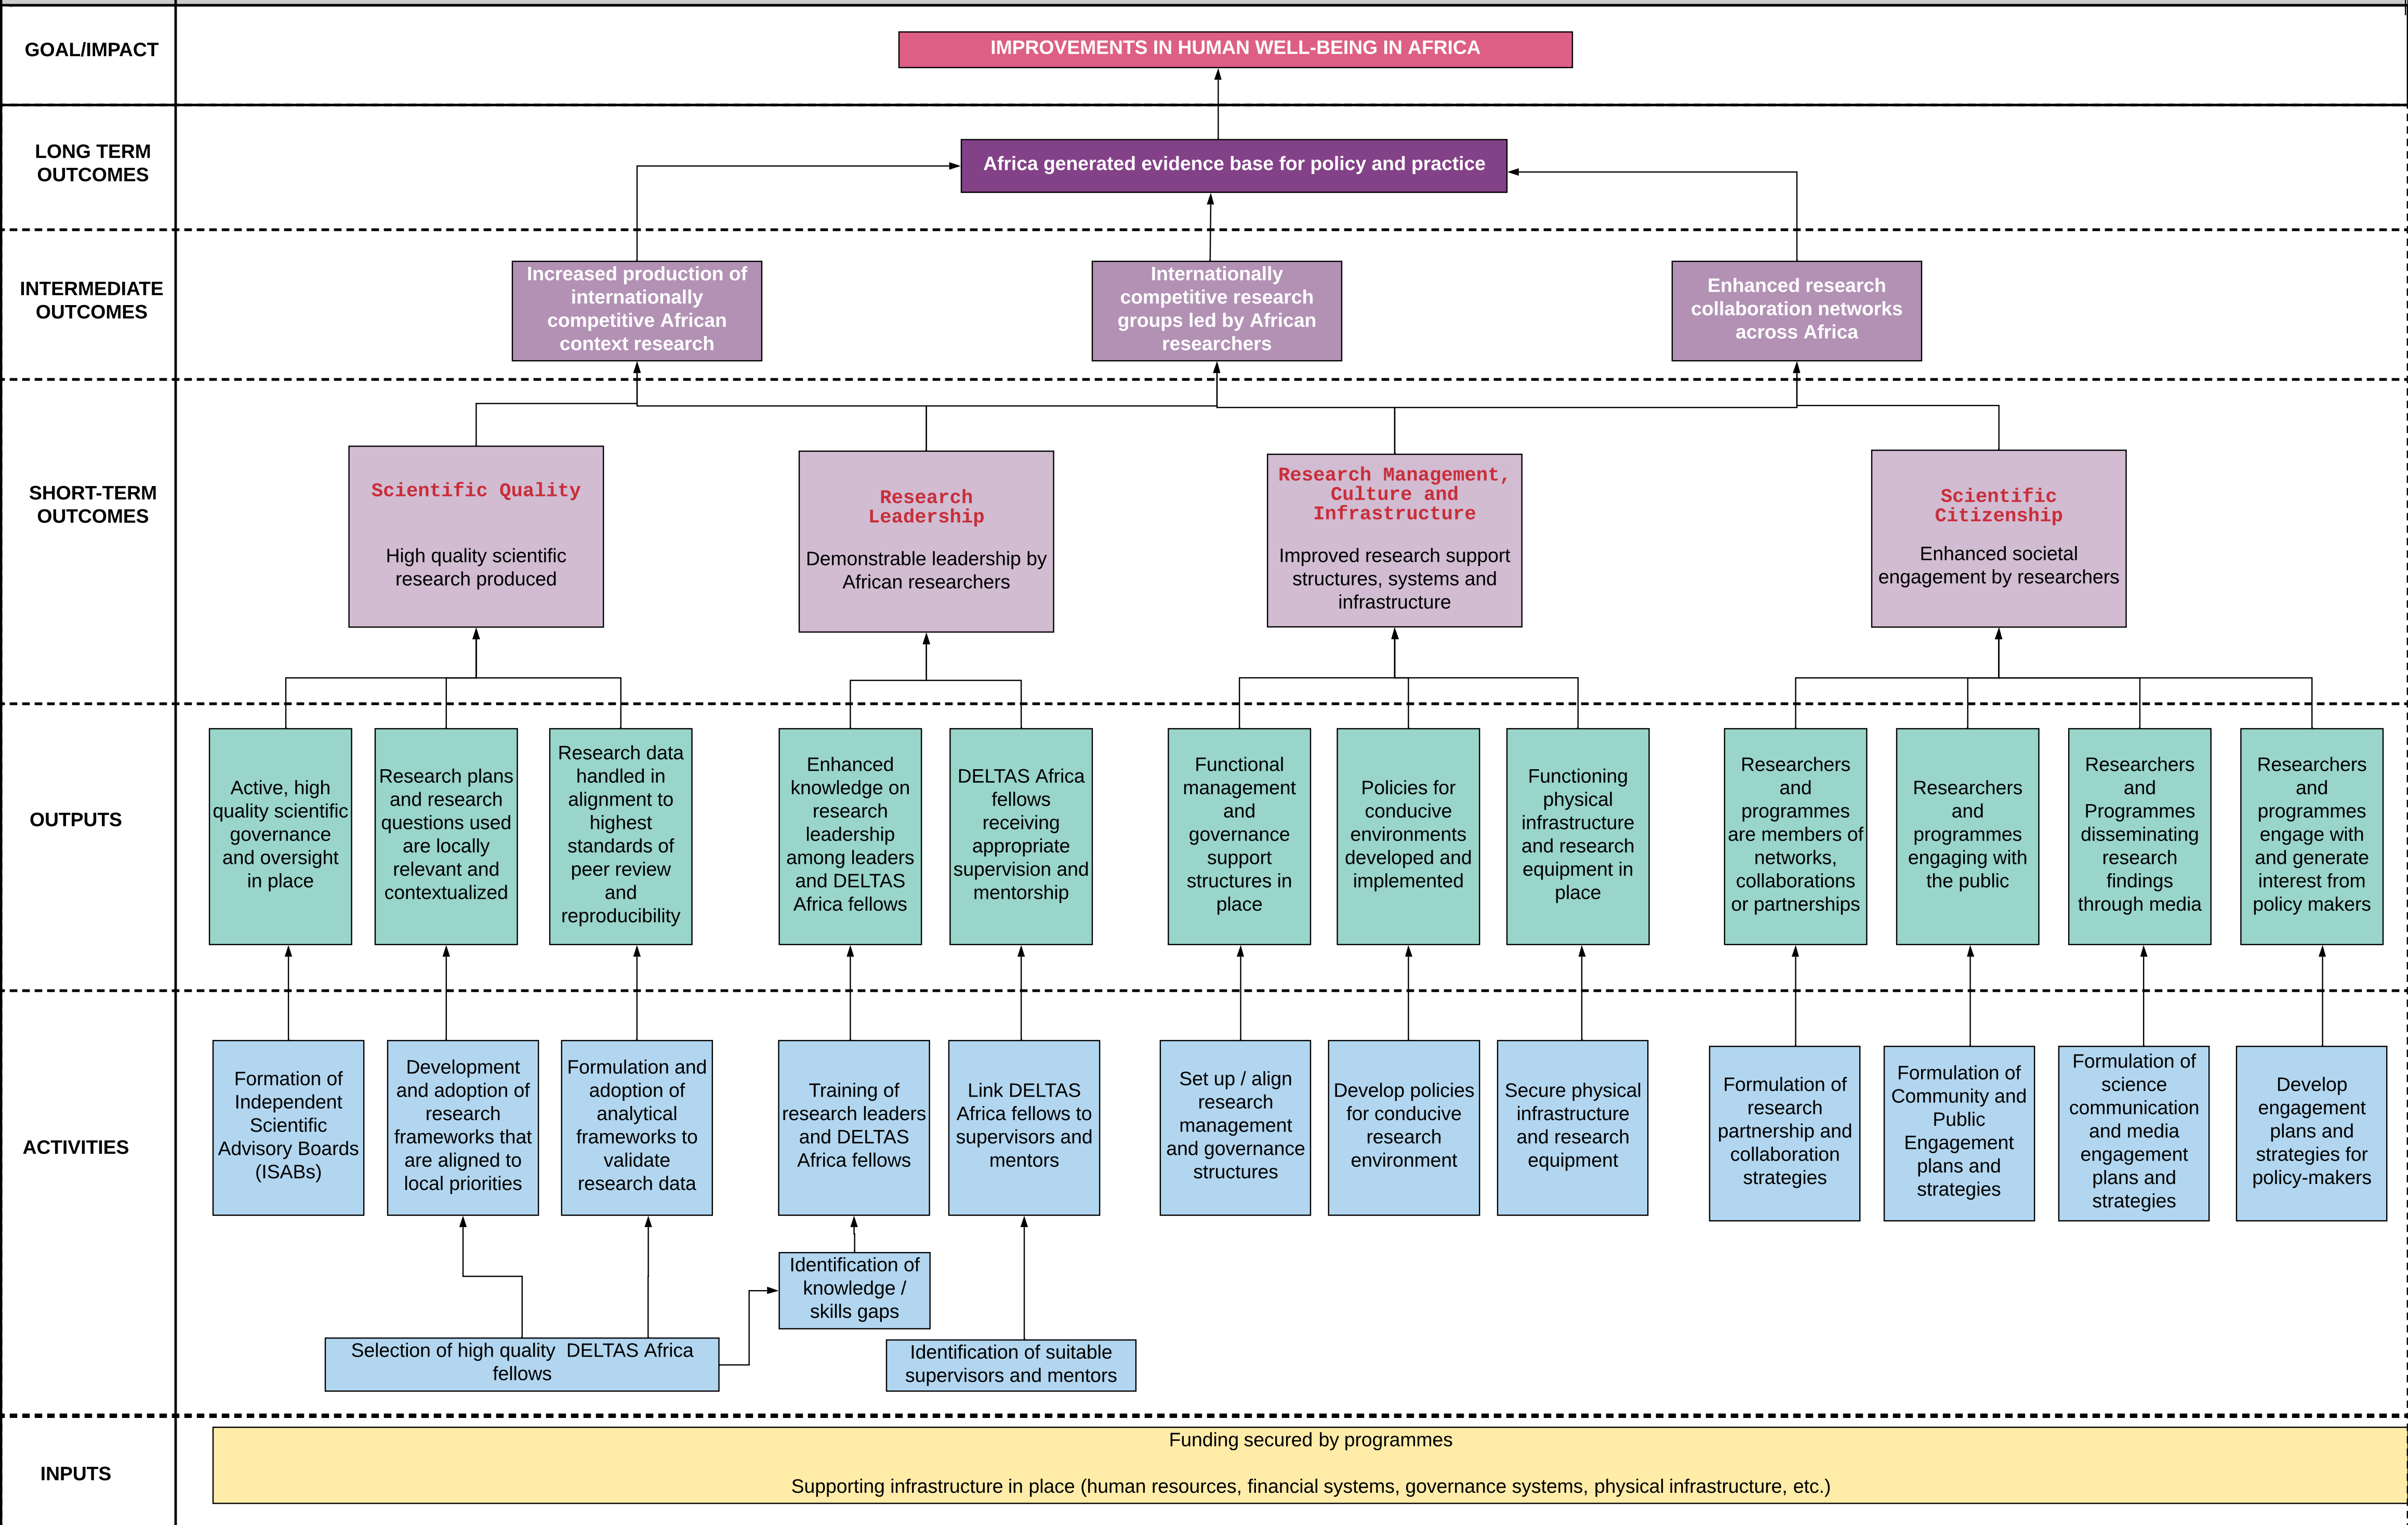 GOAL/IMPACT
IMPROVEMENTS IN HUMAN WELL-BEING IN AFRICA
LONG TERM
OUTCOMES
Africa generated evidence base for policy and practice
INTERMEDIATE
OUTCOMES
Increased production of
internationally
competitive African
context research
Internationally
competitive research
groups led by African
researchers
Enhanced research
collaboration networks
across Africa
SHORT-TERM
OUTCOMES
Scientific Quality
High quality scientific
research produced
Research
Leadership
Demonstrable leadership by
African researchers
Research Management,
Culture and
Infrastructure
Improved research support
structures, systems and
infrastructure
Scientific
Citizenship
Enhanced societal
engagement by researchers
OUTPUTS
Active, high
quality scientific
governance
and oversight
in place
Research plans
and research
questions used
are locally
relevant and
contextualized
Research data
handled in
alignment to
highest
standards of
peer review
and
reproducibility
Enhanced
knowledge on
research
leadership
among leaders
and DELTAS
Africa fellows
DELTAS Africa
fellows
receiving
appropriate
supervision and
mentorship
Functional
management
and
governance
support
structures in
place
Policies for
conducive
environments
developed and
implemented
Functioning
physical
infrastructure
and research
equipment in
place
Researchers
and
programmes
are members of
networks,
collaborations
or partnerships
Researchers
and
programmes
engaging with
the public
Researchers
and
Programmes
disseminating
research
findings
through media
Researchers
and
programmes
engage with
and generate
interest from
policy makers
ACTIVITIES
Formation of
Independent
Scientific
Advisory Boards
(ISABs)
Development
and adoption of
research
frameworks that
are aligned to
local priorities
Formulation and
adoption of
analytical
frameworks to
validate
research data
Training of
research leaders
and DELTAS
Africa fellows
Link DELTAS
Africa fellows to
supervisors and
mentors
Set up / align
research
management
and governance
structures
Develop policies
for conducive
research
environment
Secure physical
infrastructure
and research
equipment
Formulation of
research
partnership and
collaboration
strategies
Formulation of
Community and
Public
Engagement
plans and
strategies
Formulation of
science
communication
and media
engagement
plans and
strategies
Develop
engagement
plans and
strategies for
policy-makers
Identification of
knowledge /
skills gaps
Selection of high quality  DELTAS Africa
fellows
Identification of suitable
supervisors and mentors
INPUTS
Funding secured by programmes
Supporting infrastructure in place (human resources, financial systems, governance systems, physical infrastructure, etc.)